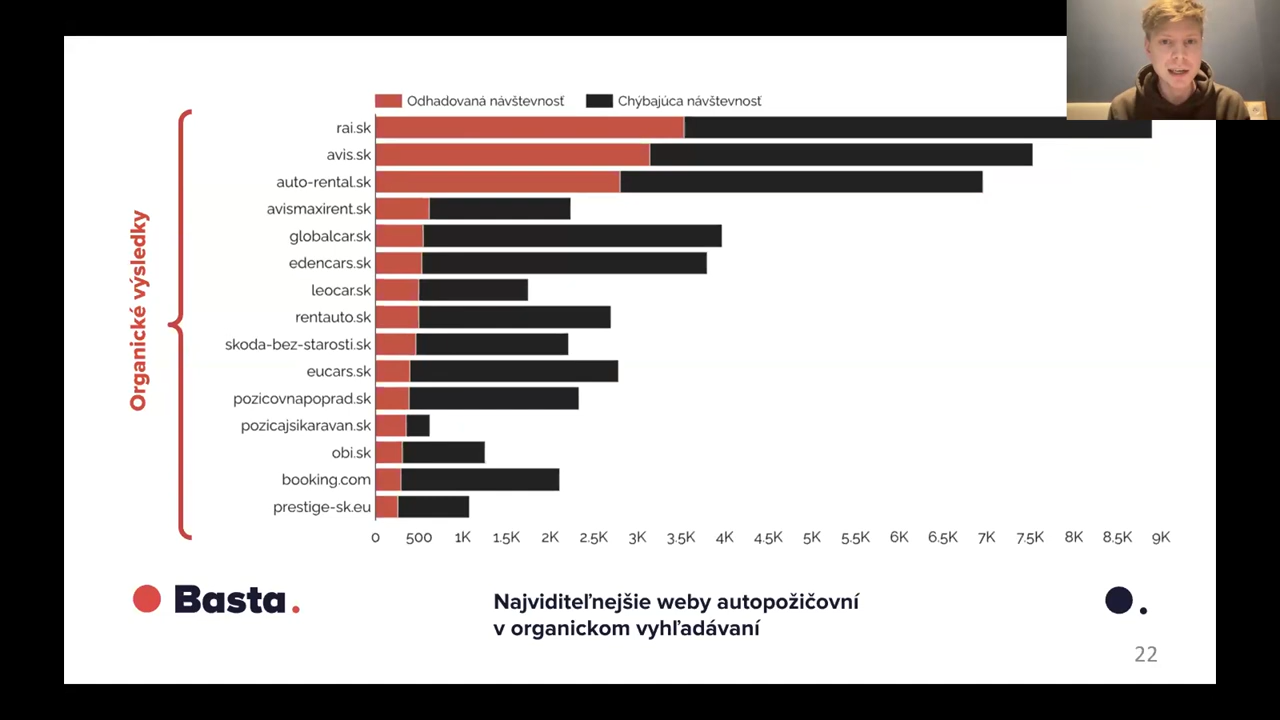 Odhadovaná návštevnosť
Chýbajúca návštevnosť
Organické výsledky
rai.sk
avis.sk
auto-rental.sk
avismaxirent.sk
globalcar.sk
edencars.sk
leocar.sk
rentauto.sk
skoda-bez-starosti.sk
eucars.sk
pozicovnapoprad.sk
pozicajsikaravan.sk
obi.sk
booking.com
prestige-sk.eu
0 500 1K 1.5K 2K 2.5K 3K 3.5K 4K 4.5K 5K 5.5K 6K 6.5K 7K 7.5K 8K 8.5K 9K
Basta.
Najviditeľnejšie weby autopožičovní
v organickom vyhľadávaní
22